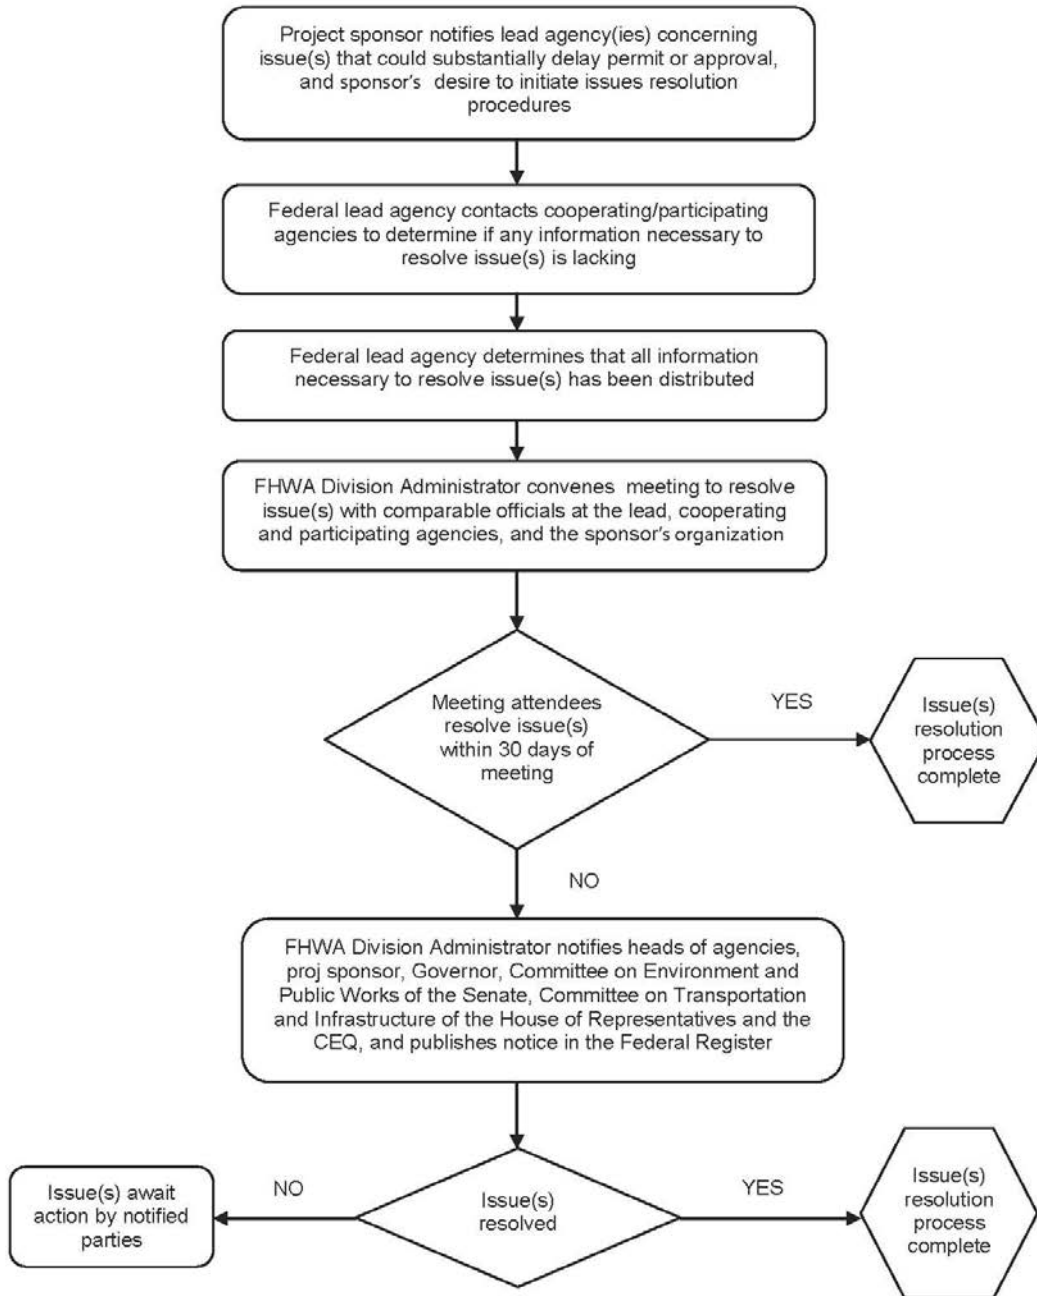 Project sponsor notifies lead agency(ies) concerning
issue(s) that could substantially delay permit or approval,
and sponsor's desire to initiate issues resolution
procedures
Federal lead agency contacts cooperating/participating
agencies to determine if any information necessary to
resolve issue(s) is lacking
Federal lead agency determines that all information
necessary to resolve issue(s) has been distributed
FHWA Division Administrator convenes meeting to resolve
issue(s) with comparable officials at the lead, cooperating
and participating agencies, and the sponsor's organization
Meeting attendees
resolve issue(s)
within 30 days of
meeting
YES
Issue(s)
resolution
process
complete
NO
FHWA Division Administrator notifies heads of agencies,
proj sponsor, Governor, Committee on Environment and
Public Works of the Senate, Committee on Transportation
and Infrastructure of the House of Representatives and the
CEQ, and publishes notice in the Federal Register
Issue(s) await
action by notified
parties
NO
Issue(s)
resolved
YES
Issue(s)
resolution
process
complete